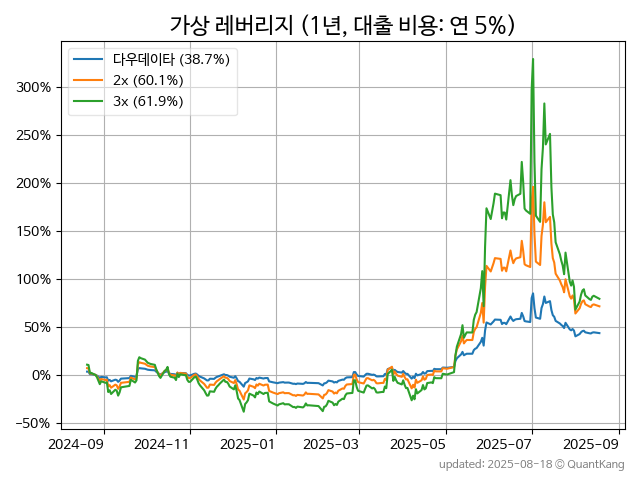 가상 레버리지 (1년, 대출 비용: 연 5%)
다우데이타 (38.7%)
2x (60.1%)
3x (61.9%)
300%
250%
200%
150%
100%
50%
0%
−50%
2024-09 2024-11 2025-01 2025-03 2025-05 2025-07 2025-09
updated: 2025-08-18 © QuantKang